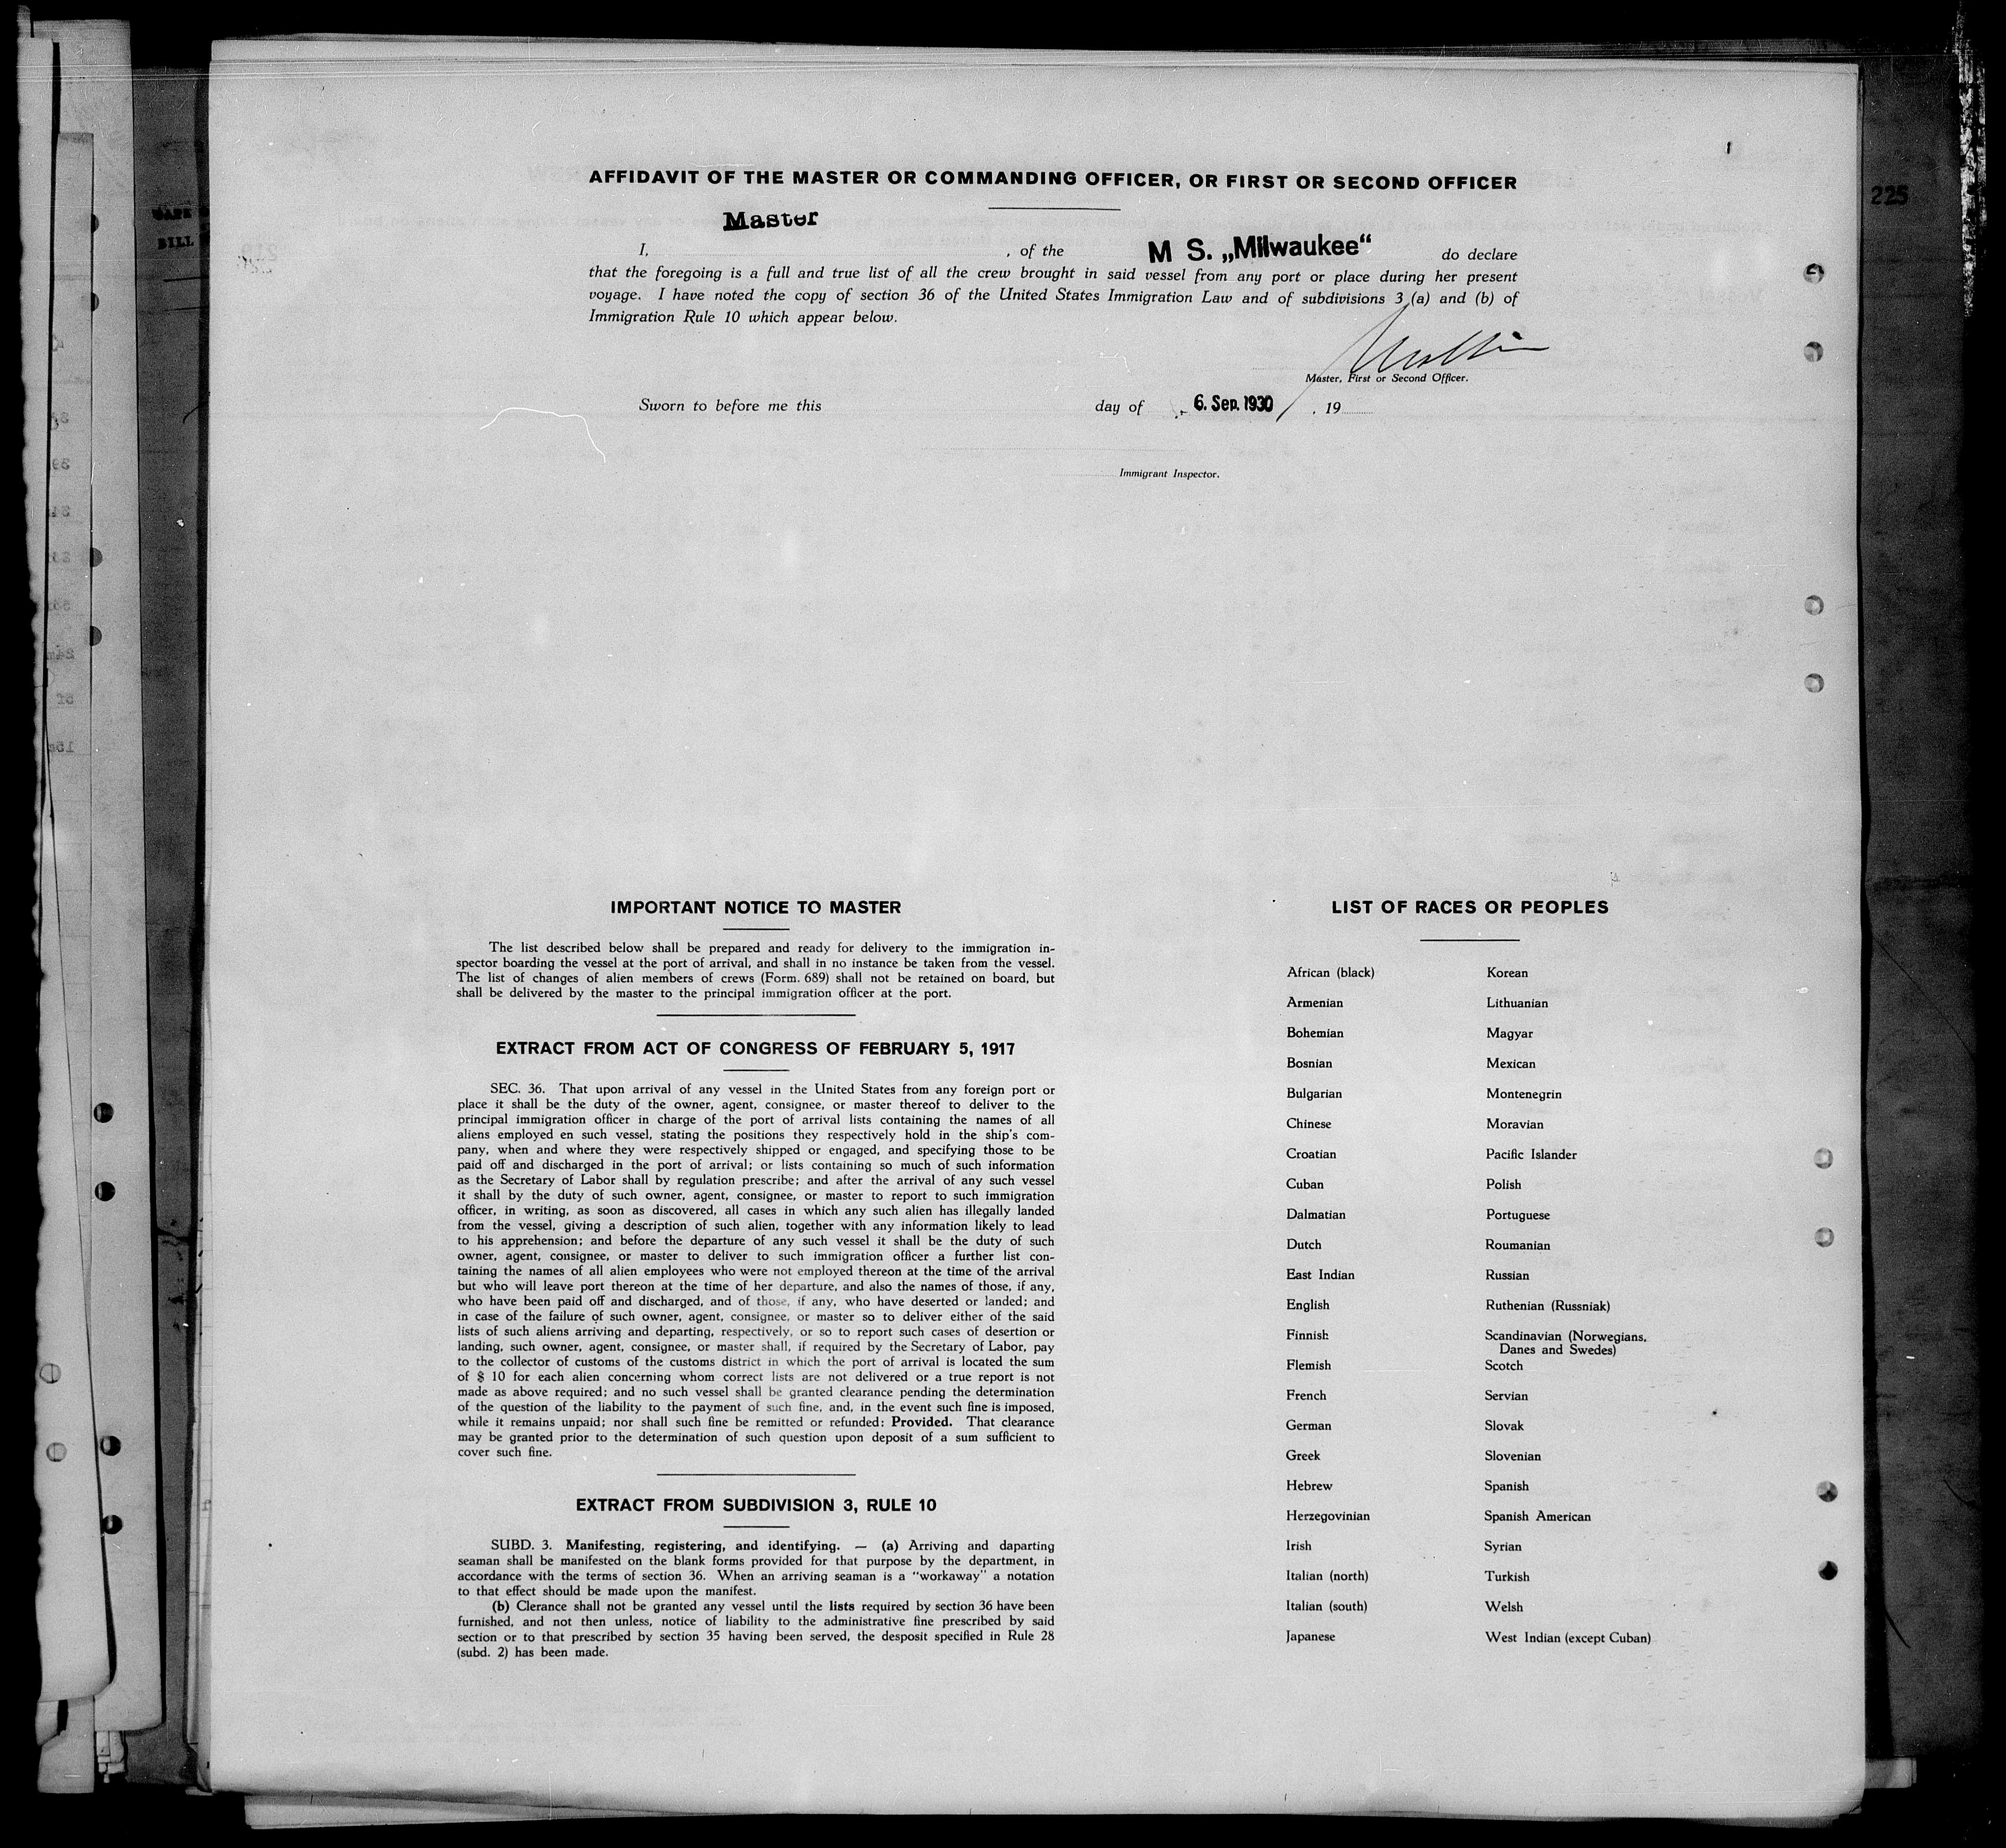 AFFIDAVIT OF THE MASTER OR COMMANDING OFFICER, OR FIRST OR SECOND OFFICER
225
Master
I, , of the M S. „Milwaukee“ do declare
that the foregoing is a full and true list of all the crew brought in said vessel from any port or place during her present
voyage. I have noted the copy of section 36 of the United States Immigration Law and of subdivisions 3 (a) and (b) of
Immigration Rule 10 which appear below.
Master, First or Second Officer.
Sworn to before me this day of 6. Sep. 1930 , 19
Immigrant Inspector.
IMPORTANT NOTICE TO MASTER
The list described below shall be prepared and ready for delivery to the immigration in-
spector boarding the vessel at the port of arrival, and shall in no instance be taken from the vessel.
The list of changes of alien members of crews (Form. 689) shall not be retained on board, but
shall be delivered by the master to the principal immigration officer at the port.
EXTRACT FROM ACT OF CONGRESS OF FEBRUARY 5, 1917
SEC. 36. That upon arrival of any vessel in the United States from any foreign port or
place it shall be the duty of the owner, agent, consignee, or master thereof to deliver to the
principal immigration officer in charge of the port of arrival lists containing the names of all
aliens employed en such vessel, stating the positions they respectively hold in the ship's com-
pany, when and where they were respectively shipped or engaged, and specifying those to be
paid off and discharged in the port of arrival; or lists containing so much of such information
as the Secretary of Labor shall by regulation prescribe; and after the arrival of any such vessel
it shall by the duty of such owner, agent, consignee, or master to report to such immigration
officer, in writing, as soon as discovered, all cases in which any such alien has illegally landed
from the vessel, giving a description of such alien, together with any information likely to lead
to his apprehension; and before the departure of any such vessel it shall be the duty of such
owner, agent, consignee, or master to deliver to such immigration officer a further list con-
taining the names of all alien employees who were not employed thereon at the time of the arrival
but who will leave port thereon at the time of her departure, and also the names of those, if any,
who have been paid off and discharged, and of those, if any, who have deserted or landed; and
in case of the failure of such owner, agent, consignee, or master so to deliver either of the said
lists of such aliens arriving and departing, respectively, or so to report such cases of desertion or
landing, such owner, agent, consignee, or master shall, if required by the Secretary of Labor, pay
to the collector of customs of the customs district in which the port of arrival is located the sum
of $ 10 for each alien concerning whom correct lists are not delivered or a true report is not
made as above required; and no such vessel shall be granted clearance pending the determination
of the question of the liability to the payment of such fine, and, in the event such fine is imposed,
while it remains unpaid; nor shall such fine be remitted or refunded: Provided. That clearance
may be granted prior to the determination of such question upon deposit of a sum sufficient to
cover such fine.
EXTRACT FROM SUBDIVISION 3, RULE 10
SUBD. 3. Manifesting, registering, and identifying. — (a) Arriving and daparting
seaman shall be manifested on the blank forms provided for that purpose by the department, in
accordance with the terms of section 36. When an arriving seaman is a "workaway" a notation
to that effect should be made upon the manifest.
(b) Clerance shall not be granted any vessel until the lists required by section 36 have been
furnished, and not then unless, notice of liability to the administrative fine prescribed by said
section or to that prescribed by section 35 having been served, the desposit specified in Rule 28
(subd. 2) has been made.
LIST OF RACES OR PEOPLES
African (black)
Armenian
Bohemian
Bosnian
Bulgarian
Chinese
Croatian
Cuban
Dalmatian
Dutch
East Indian
English
Finnish
Flemish
French
German
Greek
Hebrew
Herzegovinian
Irish
Italian (north)
Italian (south)
Japanese
Korean
Lithuanian
Magyar
Mexican
Montenegrin
Moravian
Pacific Islander
Polish
Portuguese
Roumanian
Russian
Ruthenian (Russniak)
Scandinavian (Norwegians,
Danes and Swedes)
Scotch
Servian
Slovak
Slovenian
Spanish
Spanish American
Syrian
Turkish
Welsh
West Indian (except Cuban)